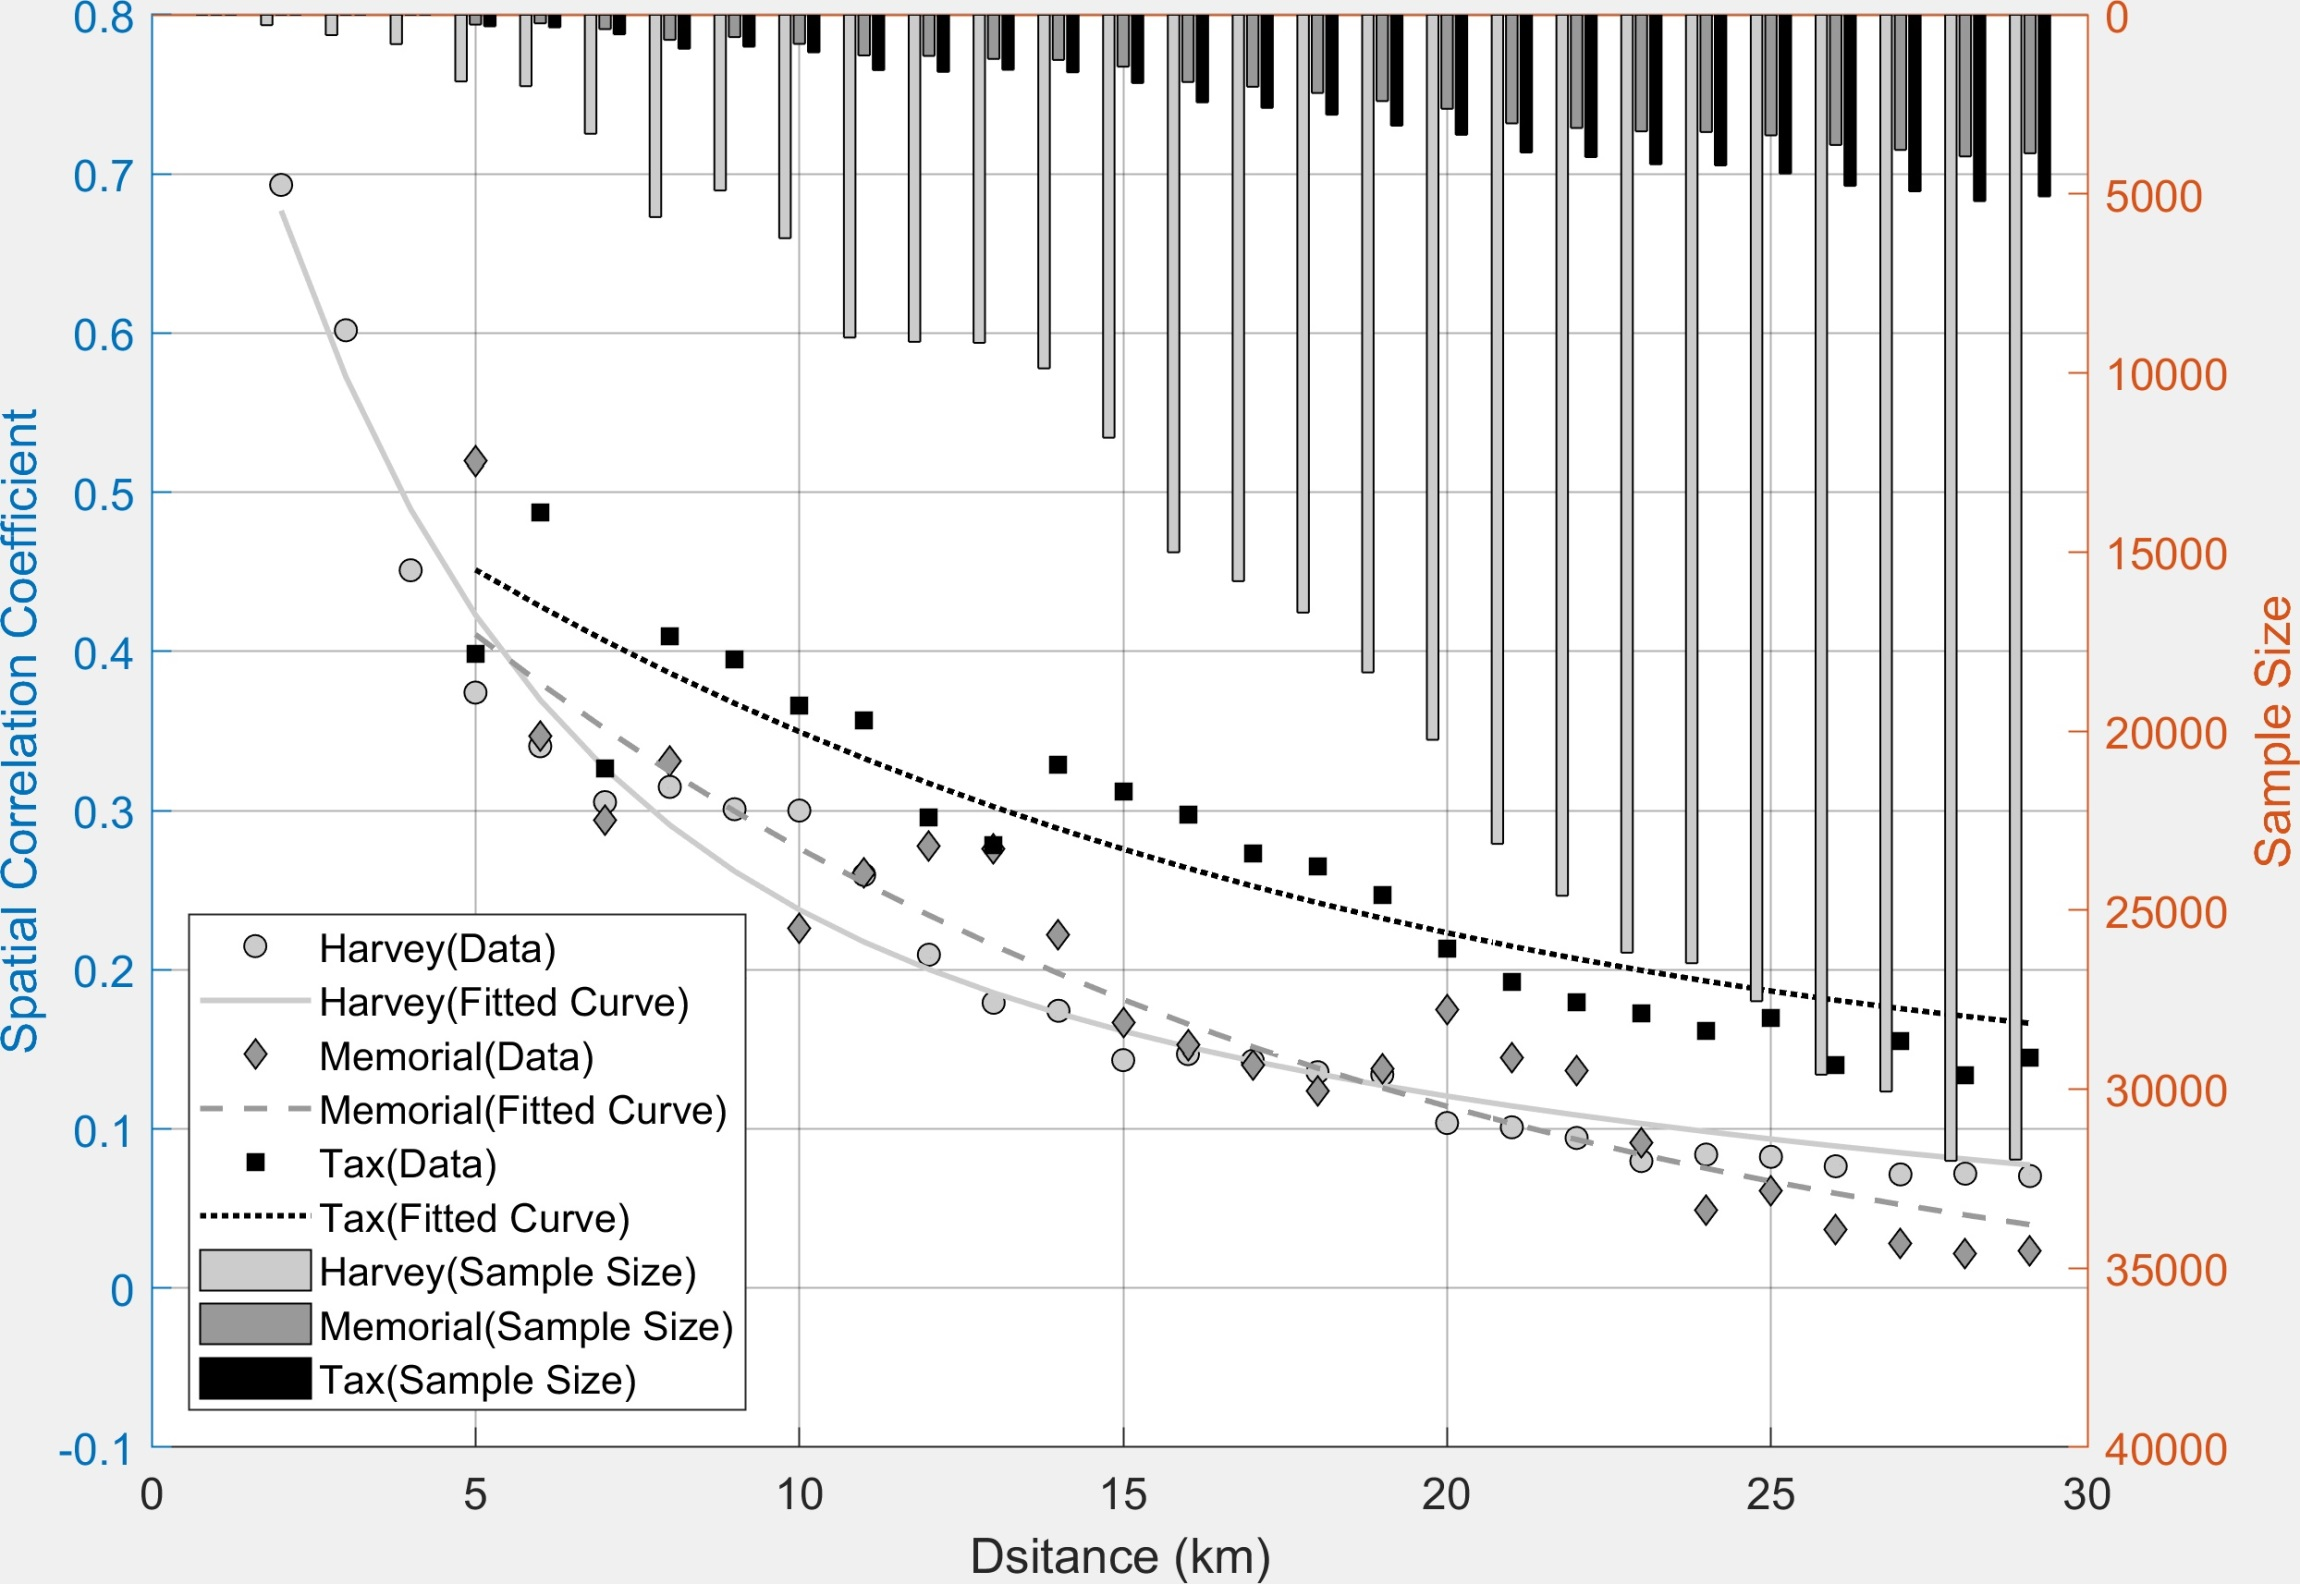 Spatial Correlation Coefficient
0.8
0.7
0.6
0.5
0.4
0.3
0.2
0.1
0
-0.1
Harvey(Data)
Harvey(Fitted Curve)
Memorial(Data)
Memorial(Fitted Curve)
Tax(Data)
Tax(Fitted Curve)
Harvey(Sample Size)
Memorial(Sample Size)
Tax(Sample Size)
0
5000
10000
15000
20000
25000
30000
35000
40000
Sample Size
0 5 10 15 20 25 30
Dsitance (km)